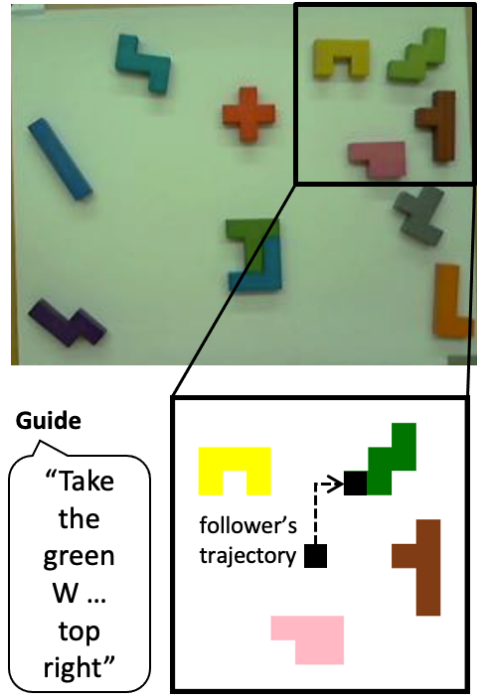 Guide
“Take
the
green
W ...
top
right”
follower’s
trajectory